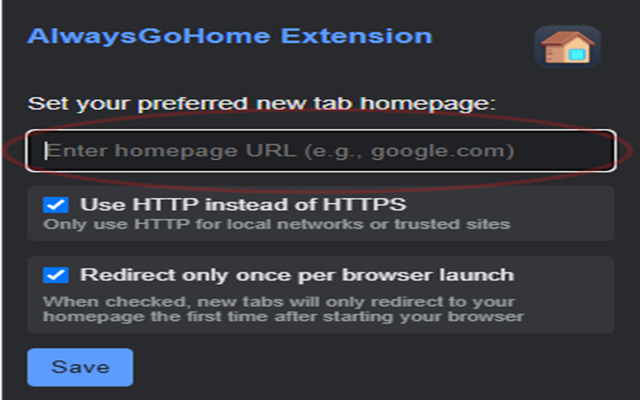 AlwaysGoHome Extension
Set your preferred new tab homepage:
Enter homepage URL (e.g., google.com)
Use HTTP instead of HTTPS
Only use HTTP for local networks or trusted sites
Redirect only once per browser launch
When checked, new tabs will only redirect to your
homepage the first time after starting your browser
Save